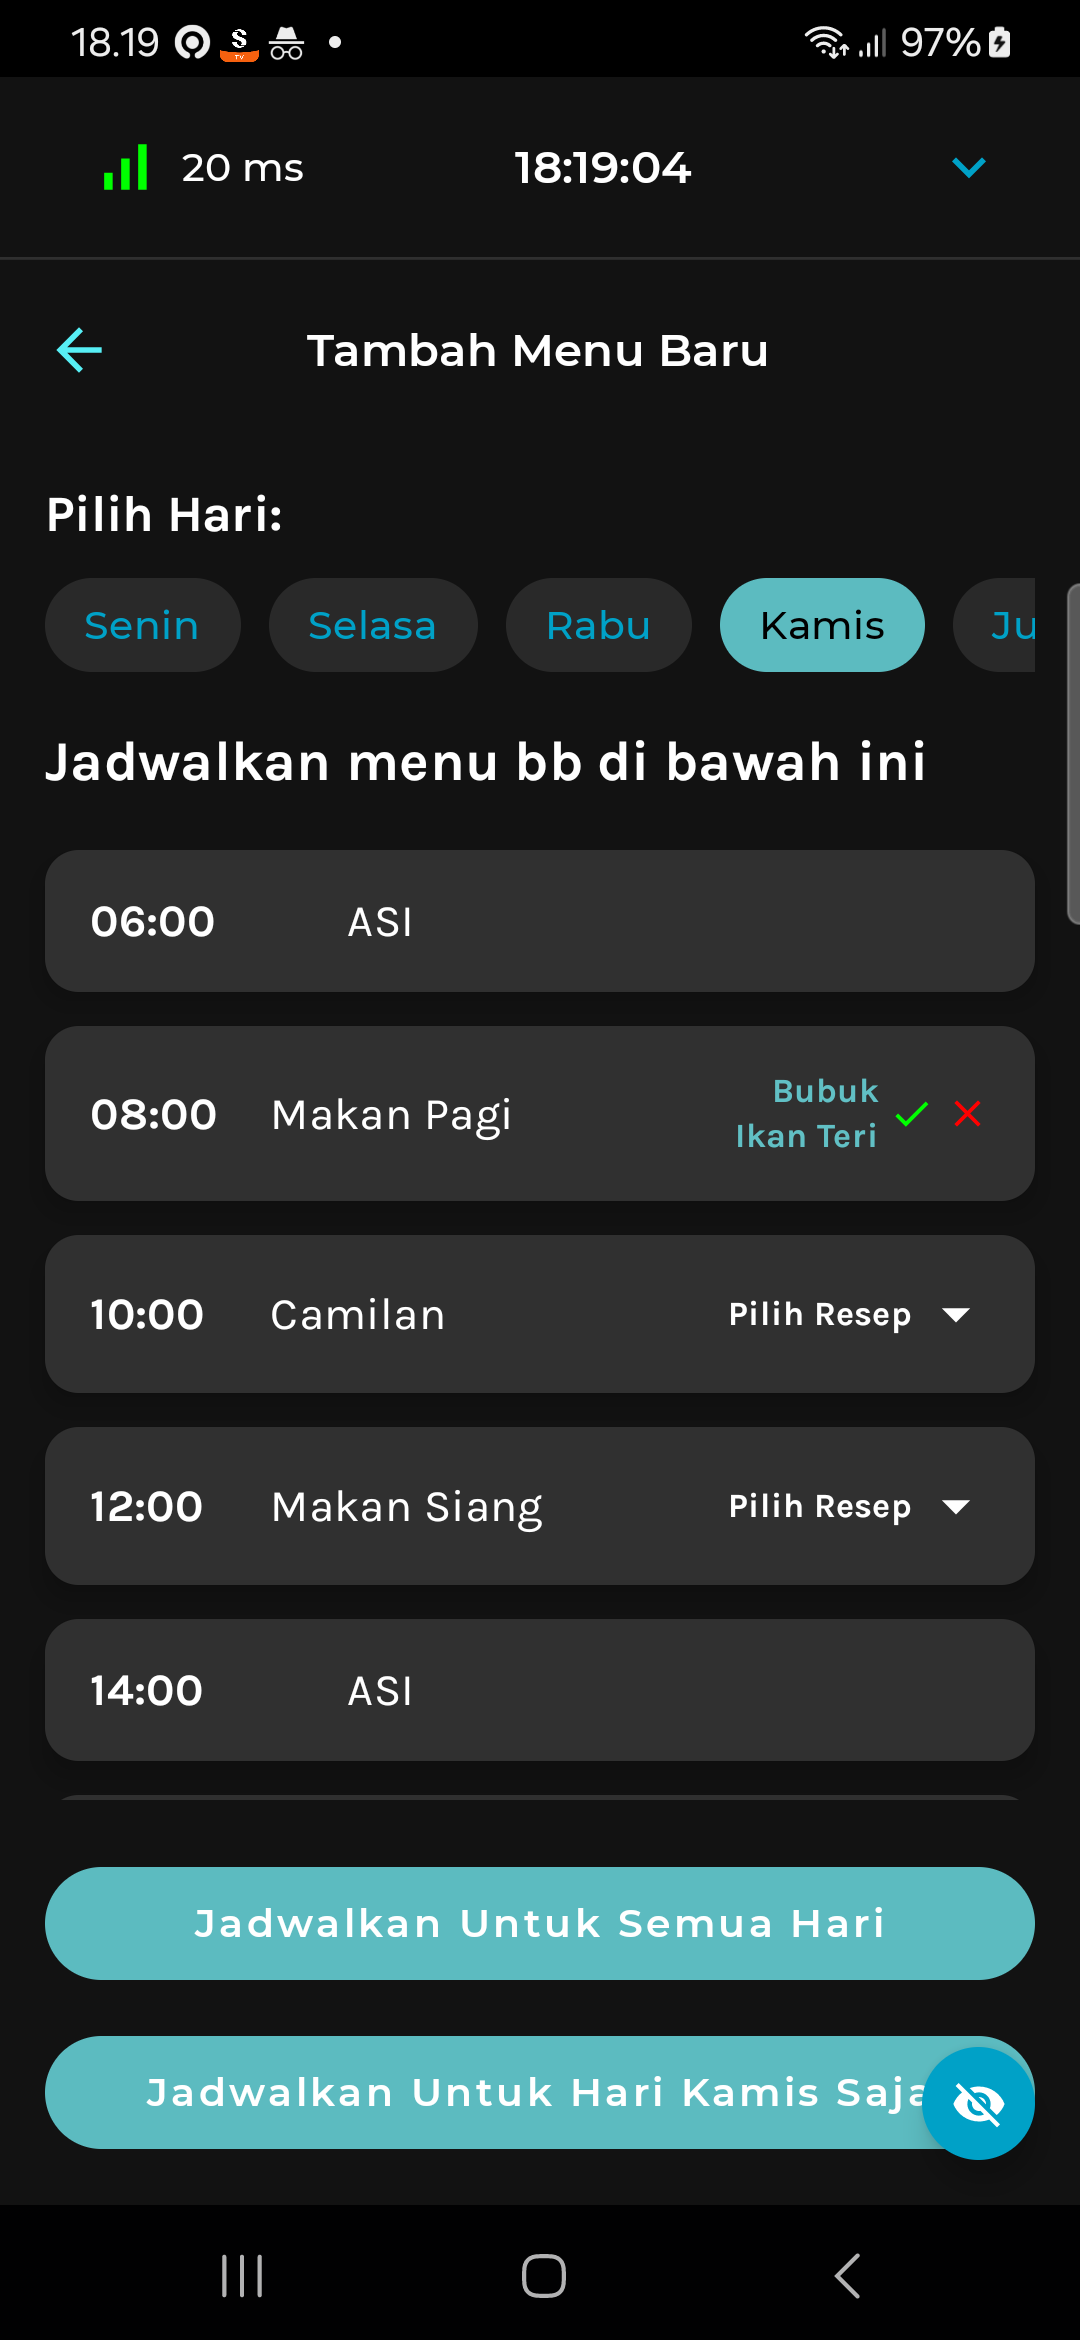 18.19
S
TV
97%
20 ms
18:19:04
Tambah Menu Baru
Pilih Hari:
Senin
Selasa
Rabu
Kamis
Ju
Jadwalkan menu bb di bawah ini
06:00 ASI
08:00 Makan Pagi
Bubuk
Ikan Teri
10:00 Camilan Pilih Resep
12:00 Makan Siang Pilih Resep
14:00 ASI
Jadwalkan Untuk Semua Hari
Jadwalkan Untuk Hari Kamis Saja